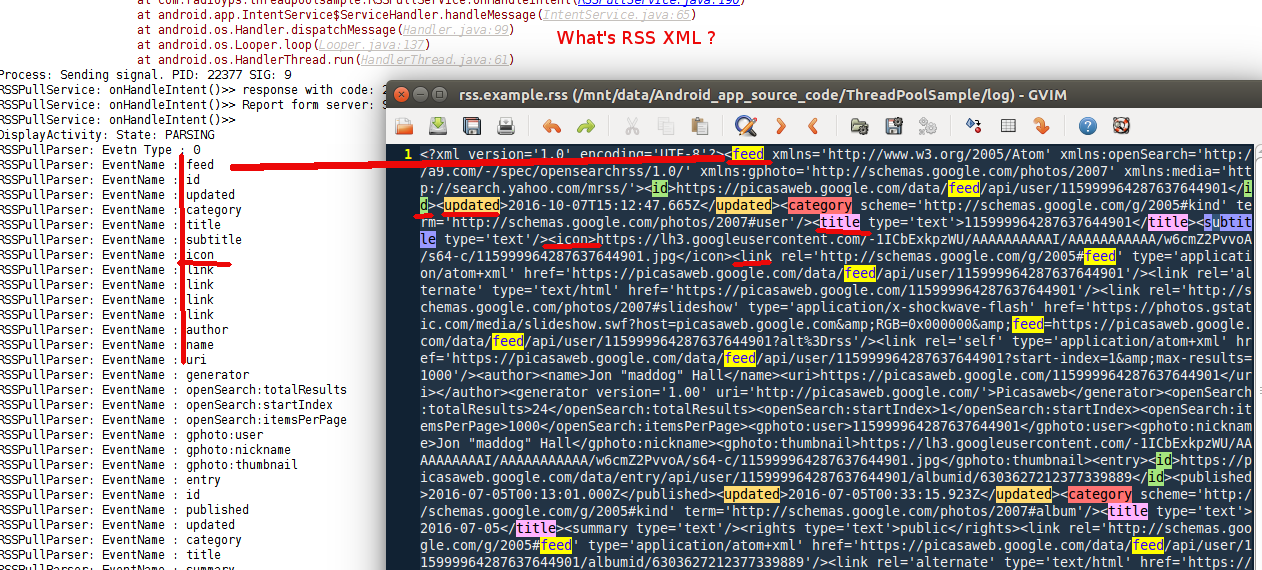 at com.radioyps.threadpoolsample.RSSPullService.onHandleIntent(RSSPullService.java:190)
at android.app.IntentService$ServiceHandler.handleMessage(IntentService.java:65)
at android.os.Handler.dispatchMessage(Handler.java:99)
at android.os.Looper.loop(Looper.java:137)
at android.os.HandlerThread.run(HandlerThread.java:61)
What's RSS XML ?
Process: Sending signal. PID: 22377 SIG: 9
RSSPullService: onHandleIntent()>> response with code: 2
RSSPullService: onHandleIntent()>> Report form server: S
RSSPullService: onHandleIntent()>>
DisplayActivity: State: PARSING
RSSPullParser: Evetn Type : 0
RSSPullParser: EventName : feed
RSSPullParser: EventName : id
RSSPullParser: EventName : updated
RSSPullParser: EventName : category
RSSPullParser: EventName : title
RSSPullParser: EventName : subtitle
RSSPullParser: EventName : icon
RSSPullParser: EventName : link
RSSPullParser: EventName : link
RSSPullParser: EventName : link
RSSPullParser: EventName : link
RSSPullParser: EventName : author
RSSPullParser: EventName : name
RSSPullParser: EventName : uri
RSSPullParser: EventName : generator
RSSPullParser: EventName : openSearch:totalResults
RSSPullParser: EventName : openSearch:startIndex
RSSPullParser: EventName : openSearch:itemsPerPage
RSSPullParser: EventName : gphoto:user
RSSPullParser: EventName : gphoto:nickname
RSSPullParser: EventName : gphoto:thumbnail
RSSPullParser: EventName : entry
RSSPullParser: EventName : id
RSSPullParser: EventName : published
RSSPullParser: EventName : updated
RSSPullParser: EventName : category
RSSPullParser: EventName : title
RSSPullParser: EventName : summary
rss.example.rss (/mnt/data/Android_app_source_code/ThreadPoolSample/log) - GVIM
1 <?xml version='1.0' encoding='UTF-8'?><feed xmlns='http://www.w3.org/2005/Atom' xmlns:openSearch='http:/
/a9.com/-/spec/opensearchrss/1.0/' xmlns:gphoto='http://schemas.google.com/photos/2007' xmlns:media='htt
p://search.yahoo.com/mrss/'><id>https://picasaweb.google.com/data/feed/api/user/115999964287637644901</i
d><updated>2016-10-07T15:12:47.665Z</updated><category scheme='http://schemas.google.com/g/2005#kind' te
rm='http://schemas.google.com/photos/2007#user'/><title type='text'>115999964287637644901</title><subtit
le type='text'/><icon>https://lh3.googleusercontent.com/-1ICbExkpzWU/AAAAAAAAAAI/AAAAAAAAAAA/w6cmZ2PvvoA
/s64-c/115999964287637644901.jpg</icon><link rel='http://schemas.google.com/g/2005#feed' type='applicati
on/atom+xml' href='https://picasaweb.google.com/data/feed/api/user/115999964287637644901'/><link rel='al
ternate' type='text/html' href='https://picasaweb.google.com/115999964287637644901'/><link rel='http://s
chemas.google.com/photos/2007#slideshow' type='application/x-shockwave-flash' href='https://photos.gstat
ic.com/media/slideshow.swf?host=picasaweb.google.com&amp;RGB=0x000000&amp;feed=https://picasaweb.google.
com/data/feed/api/user/115999964287637644901?alt%3Drss'/><link rel='self' type='application/atom+xml' hr
ef='https://picasaweb.google.com/data/feed/api/user/115999964287637644901?start-index=1&amp;max-results=
1000'/><author><name>Jon "maddog" Hall</name><uri>https://picasaweb.google.com/115999964287637644901</ur
i></author><generator version='1.00' uri='http://picasaweb.google.com/'>Picasaweb</generator><openSearch
:totalResults>24</openSearch:totalResults><openSearch:startIndex>1</openSearch:startIndex><openSearch:it
emsPerPage>1000</openSearch:itemsPerPage><gphoto:user>115999964287637644901</gphoto:user><gphoto:nicknam
e>Jon "maddog" Hall</gphoto:nickname><gphoto:thumbnail>https://lh3.googleusercontent.com/-1ICbExkpzWU/AA
AAAAAAAAI/AAAAAAAAAAA/w6cmZ2PvvoA/s64-c/115999964287637644901.jpg</gphoto:thumbnail><entry><id>https://p
icasaweb.google.com/data/entry/api/user/115999964287637644901/albumid/6303627212377339889</id><published
>2016-07-05T00:13:01.000Z</published><updated>2016-07-05T00:33:15.923Z</updated><category scheme='http:/
/schemas.google.com/g/2005#kind' term='http://schemas.google.com/photos/2007#album'/><title type='text'>
2016-07-05</title><summary type='text'/><rights type='text'>public</rights><link rel='http://schemas.goo
gle.com/g/2005#feed' type='application/atom+xml' href='https://picasaweb.google.com/data/feed/api/user/1
15999964287637644901/albumid/6303627212377339889'/><link rel='alternate' type='text/html' href='https:/